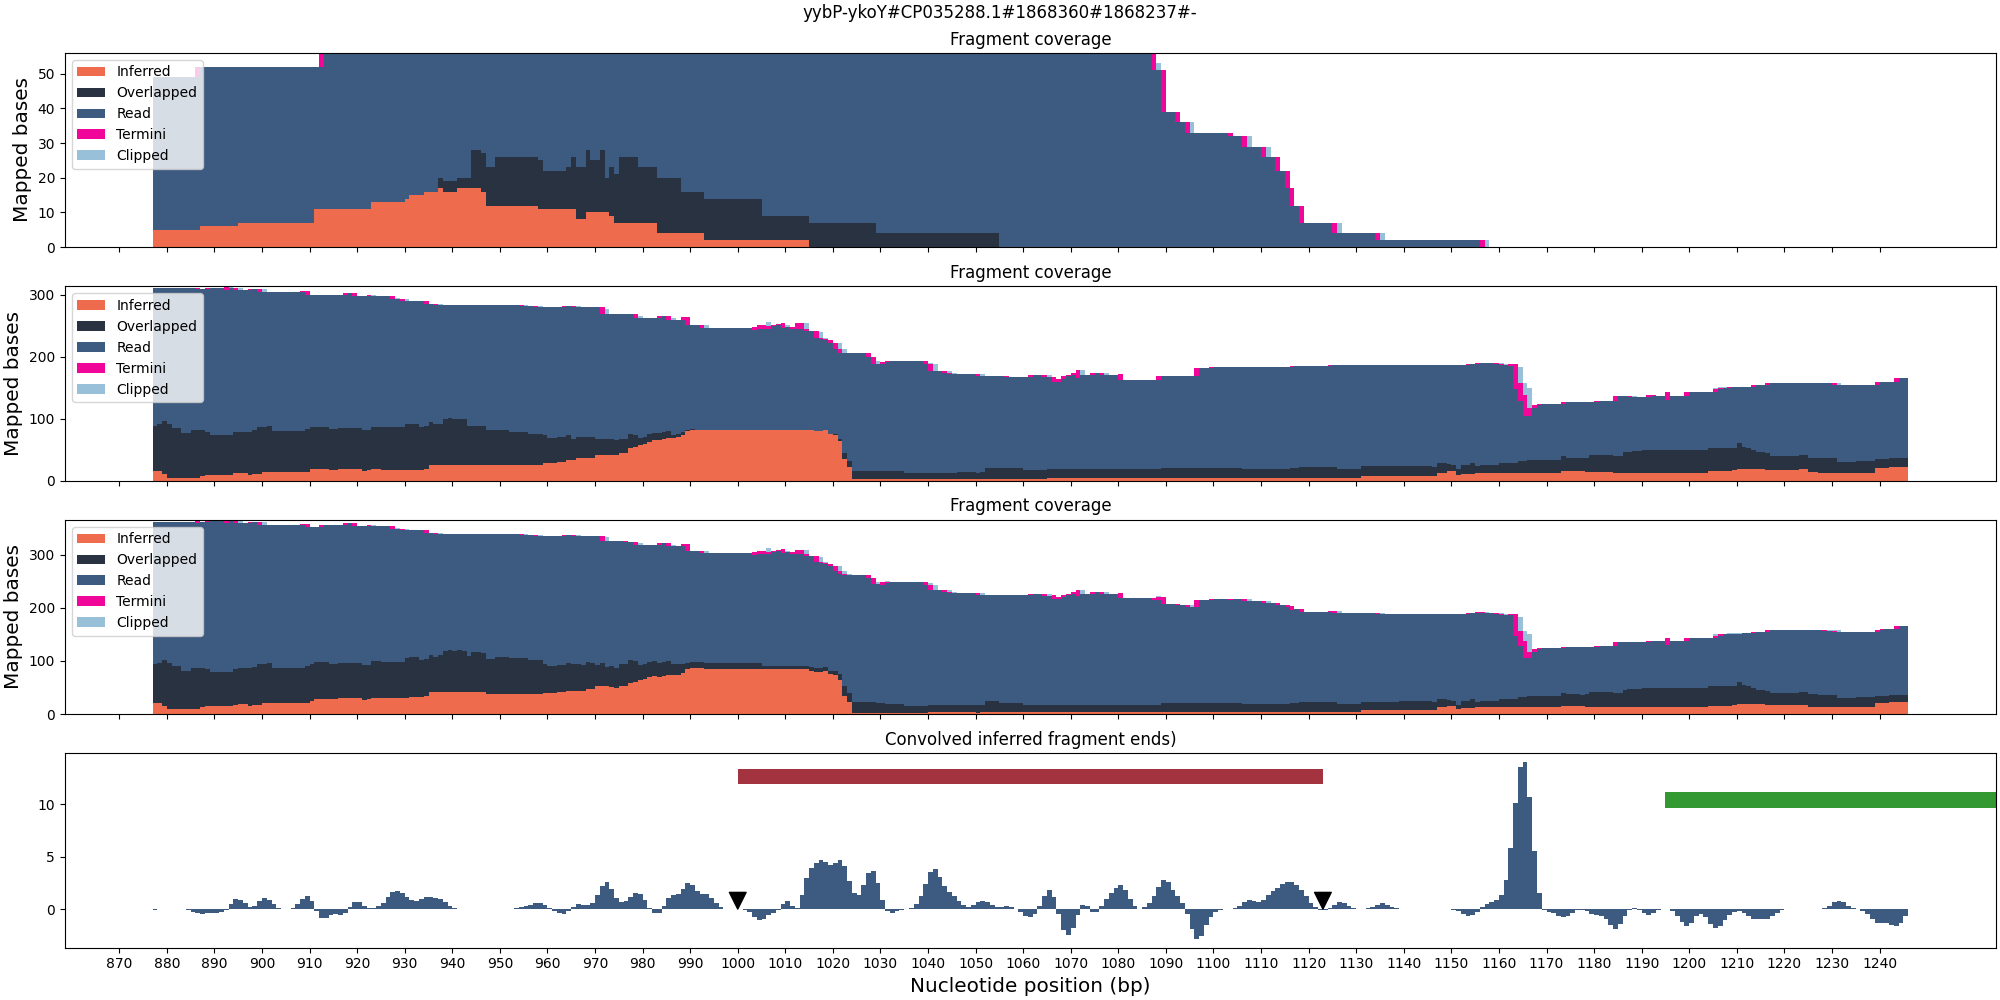 yybP-ykoY#CP035288.1#1868360#1868237#-
Fragment coverage
Mapped bases
50
40
30
20
10
0
Inferred
Overlapped
Read
Termini
Clipped
Fragment coverage
Mapped bases
300
200
100
0
Inferred
Overlapped
Read
Termini
Clipped
Fragment coverage
Mapped bases
300
200
100
0
Inferred
Overlapped
Read
Termini
Clipped
Convolved inferred fragment ends)
10
5
0
870 880 890 900 910 920 930 940 950 960 970 980 990 1000 1010 1020 1030 1040 1050 1060 1070 1080 1090 1100 1110 1120 1130 1140 1150 1160 1170 1180 1190 1200 1210 1220 1230 1240
Nucleotide position (bp)